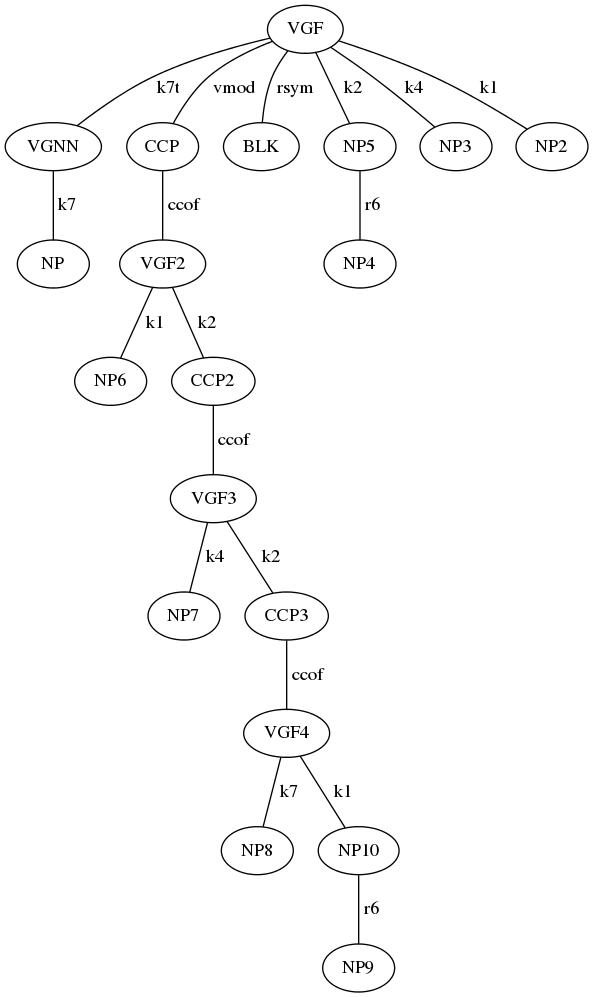 VGF
k7t vmod rsym k2 k4 k1
VGNN CCP BLK NP5 NP3 NP2
k7 ccof r6
NP VGF2 NP4
k1 k2
NP6 CCP2
ccof
VGF3
k4 k2
NP7 CCP3
ccof
VGF4
k7 k1
NP8 NP10
r6
NP9